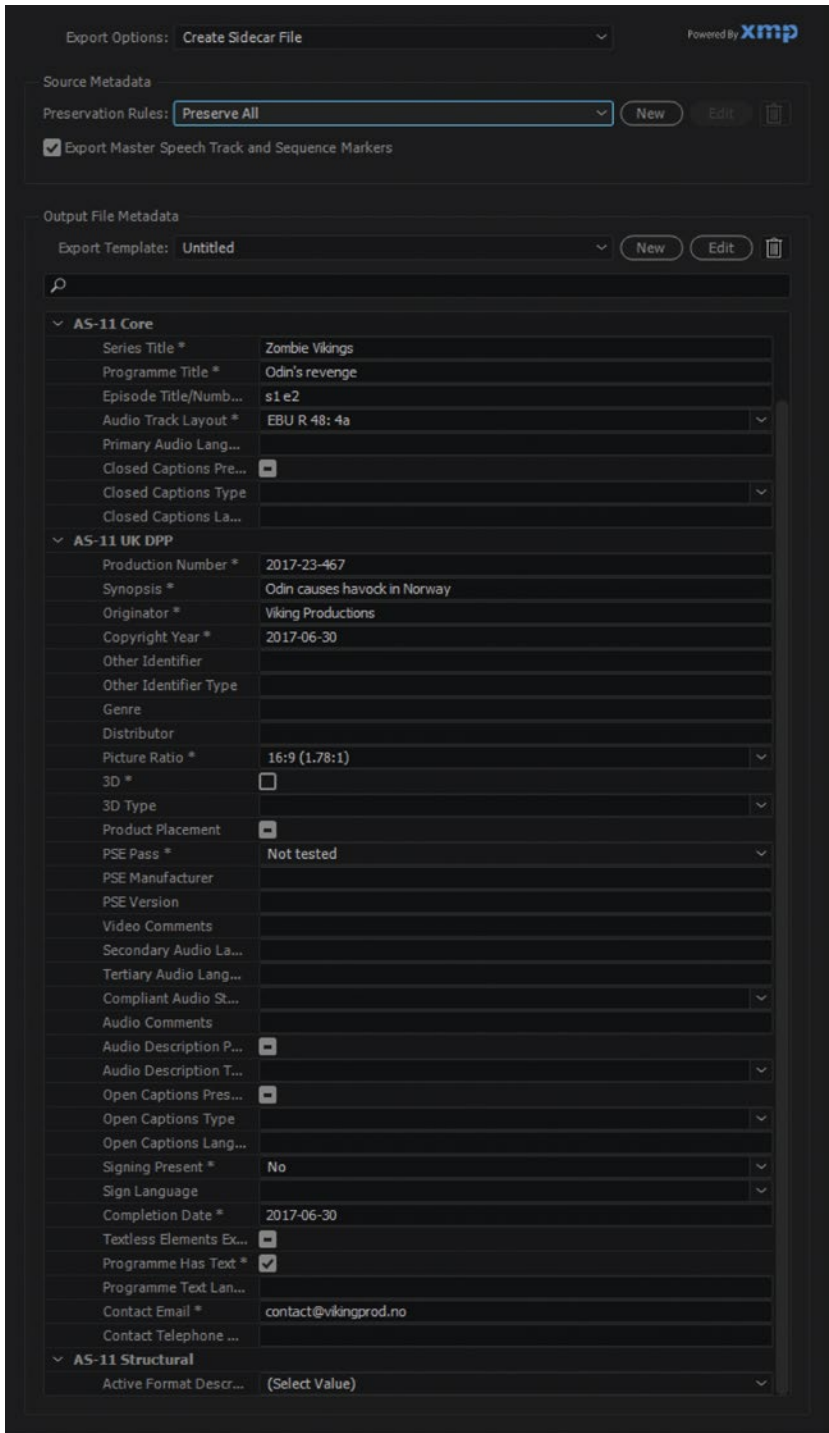 Export Options: Create Sidecar File
Powered By xmp
Source Metadata
Preservation Rules: Preserve All New Edit
Export Master Speech Track and Sequence Markers
Output File Metadata
Export Template: Untitled New Edit
AS-11 Core
Series Title * Zombie Vikings
Programme Title * Odin's revenge
Episode Title/Numb... s1 e2
Audio Track Layout * EBU R 48: 4a
Primary Audio Lang...
Closed Captions Pre...
Closed Captions Type
Closed Captions La...
AS-11 UK DPP
Production Number * 2017-23-467
Synopsis * Odin causes havock in Norway
Originator * Viking Productions
Copyright Year * 2017-06-30
Other Identifier
Other Identifier Type
Genre
Distributor
Picture Ratio * 16:9 (1.78:1)
3D *
3D Type
Product Placement
PSE Pass * Not tested
PSE Manufacturer
PSE Version
Video Comments
Secondary Audio La...
Tertiary Audio Lang...
Compliant Audio St...
Audio Comments
Audio Description P...
Audio Description T...
Open Captions Pres...
Open Captions Type
Open Captions Lang...
Signing Present * No
Sign Language
Completion Date * 2017-06-30
Textless Elements Ex...
Programme Has Text *
Programme Text Lan...
Contact Email * contact@vikingprod.no
Contact Telephone ...
AS-11 Structural
Active Format Descr... (Select Value)